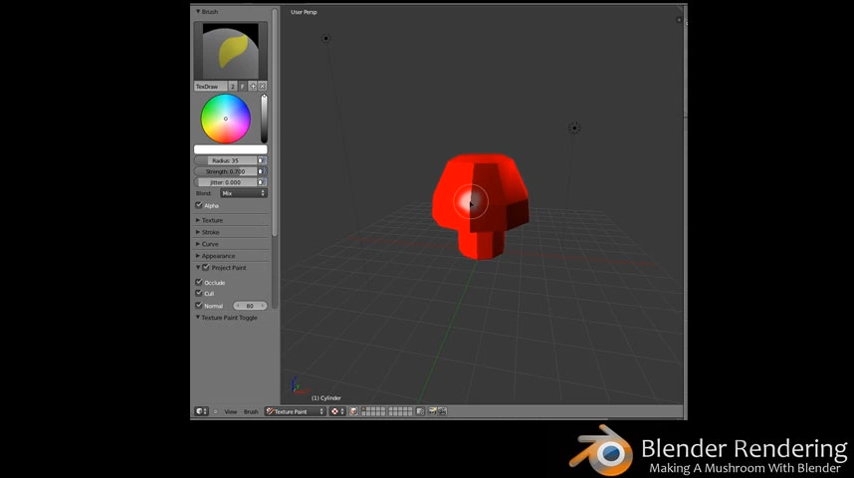 Brush
User Persp
TexDraw 2 F
Radius: 35
Strength: 0.700
Jitter: 0.000
Blend: Mix
Alpha
Texture
Stroke
Curve
Appearance
Project Paint
Occlude
Cull
Normal 80
Texture Paint Toggle
(1) Cylinder
View Brush Texture Paint
Blender Rendering
Making A Mushroom With Blender